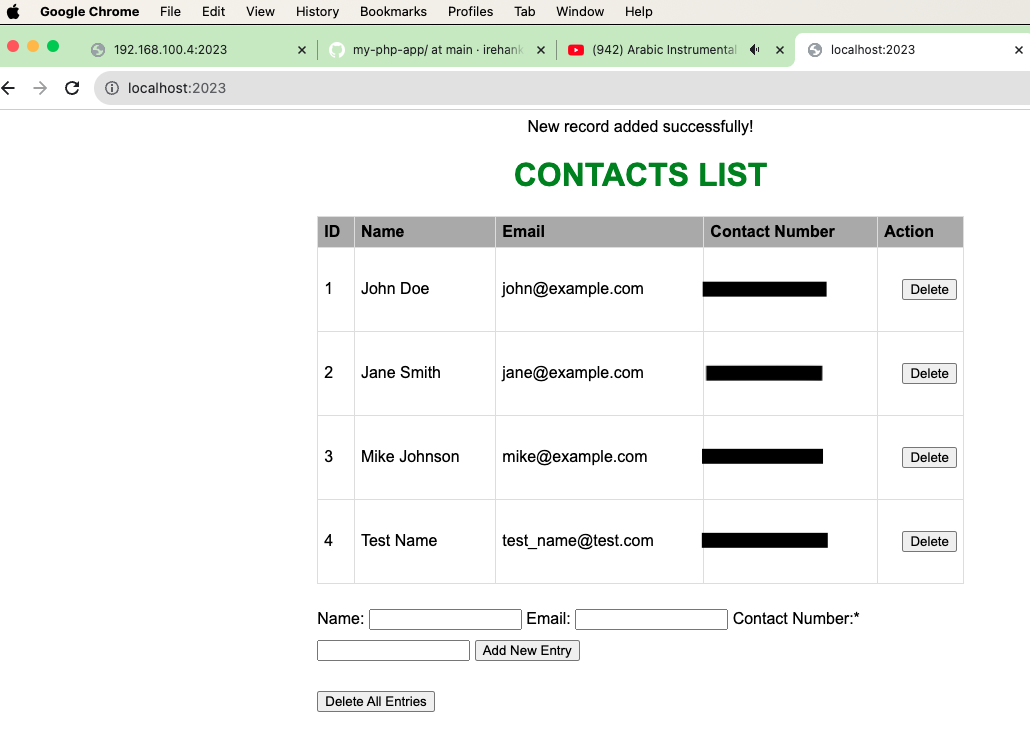 Google Chrome File Edit View History Bookmarks Profiles Tab Window Help
192.168.100.4:2023 my-php-app/ at main · irehank (942) Arabic Instrumental localhost:2023
localhost:2023
New record added successfully!
CONTACTS LIST
ID Name Email Contact Number Action
1 John Doe john@example.com Delete
2 Jane Smith jane@example.com Delete
3 Mike Johnson mike@example.com Delete
4 Test Name test_name@test.com Delete
Name: Email: Contact Number:*
Add New Entry
Delete All Entries